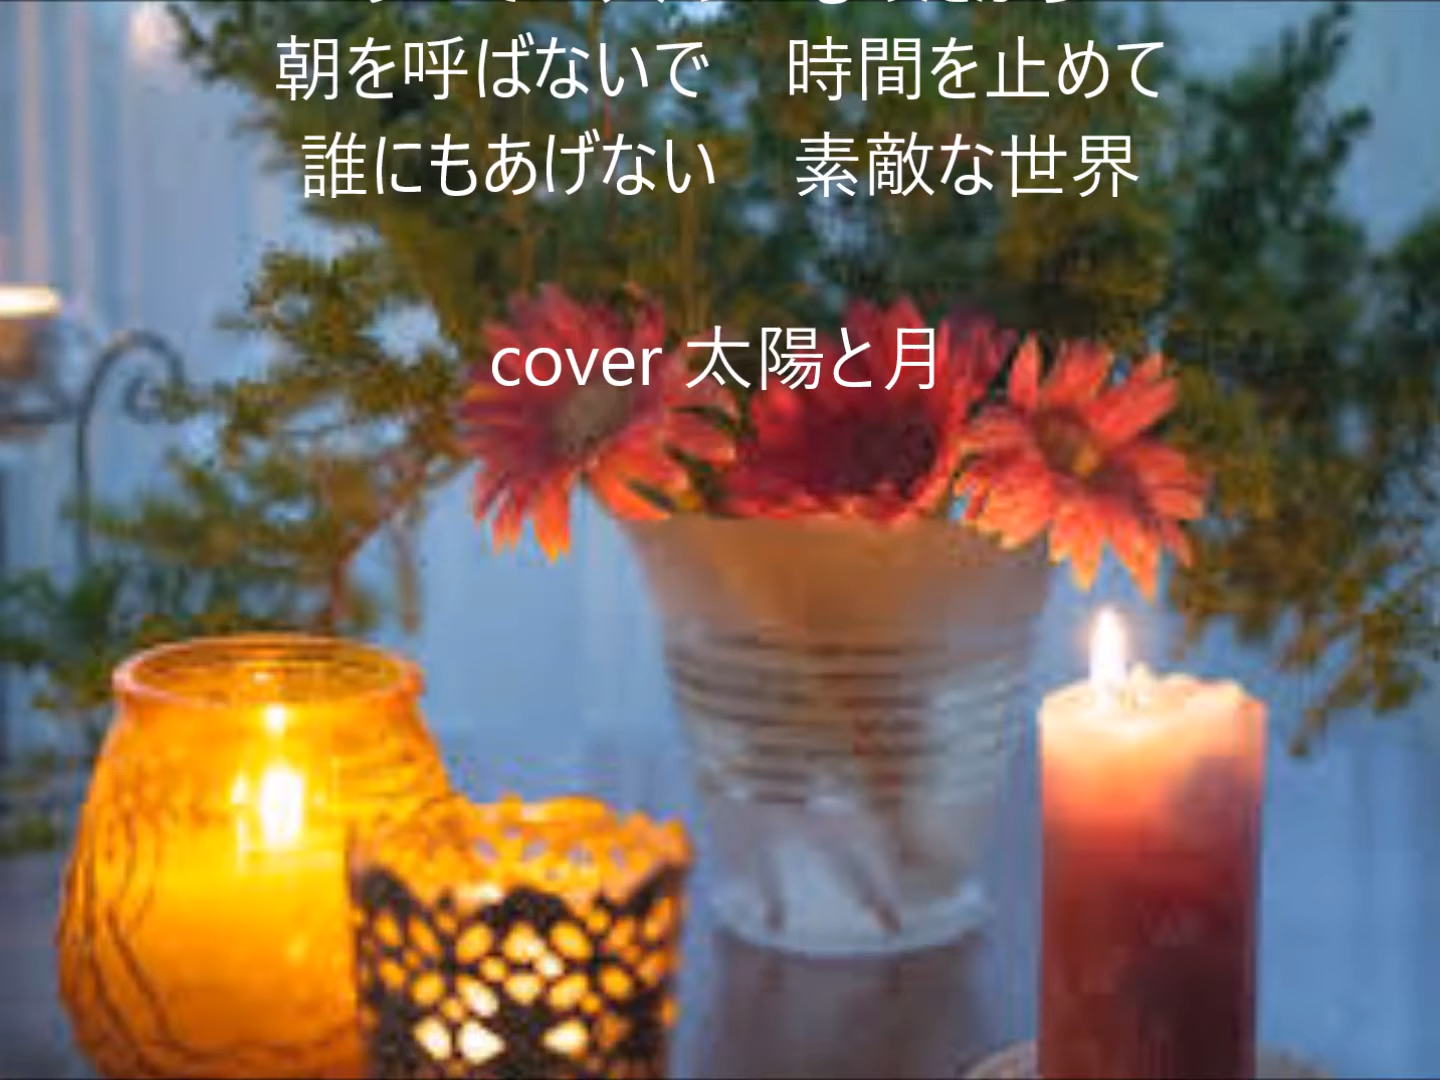 朝を呼ばないで　時間を止めて
誰にもあげない　素敵な世界
cover 太陽と月